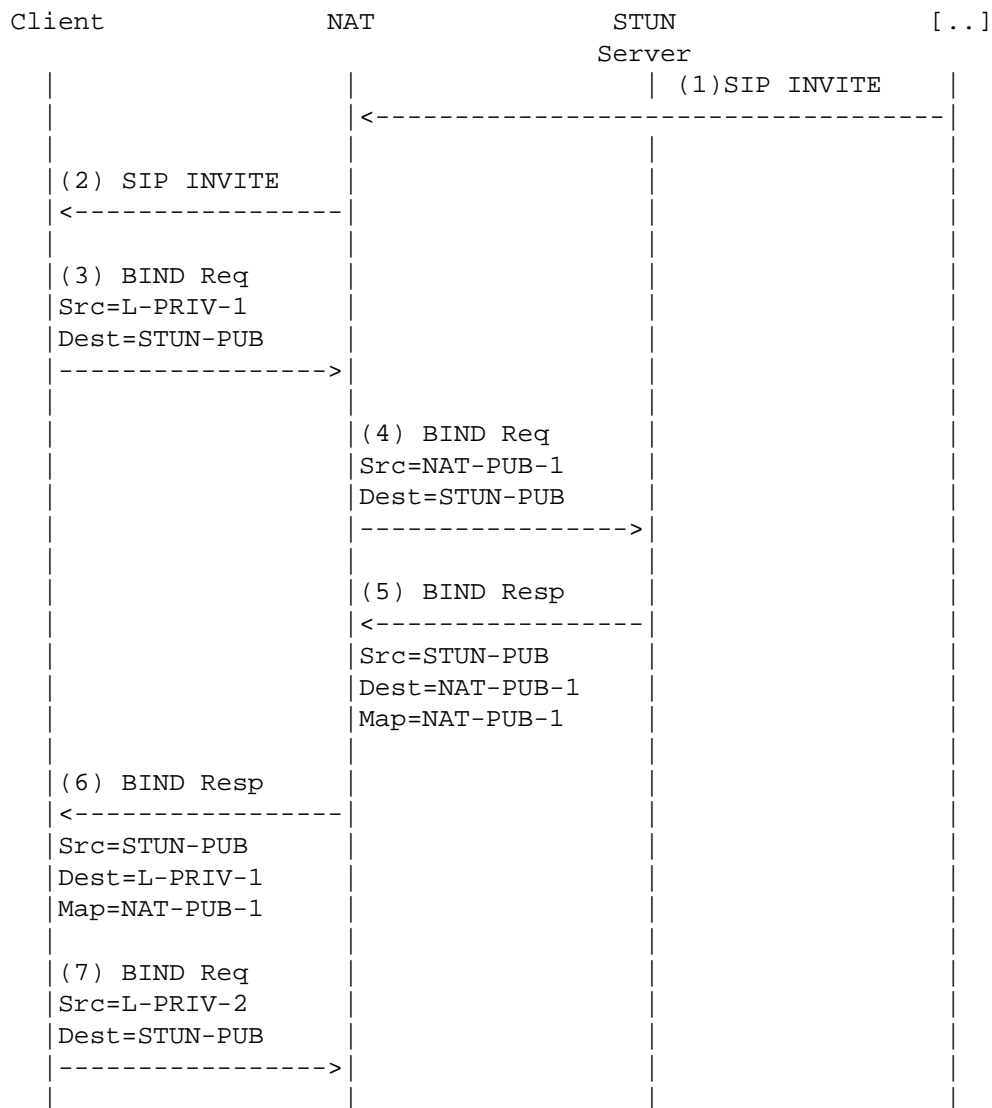 Client NAT STUN [..]
Server
(1)SIP INVITE
(2) SIP INVITE
(3) BIND Req
Src=L-PRIV-1
Dest=STUN-PUB
(4) BIND Req
Src=NAT-PUB-1
Dest=STUN-PUB
(5) BIND Resp
Src=STUN-PUB
Dest=NAT-PUB-1
Map=NAT-PUB-1
(6) BIND Resp
Src=STUN-PUB
Dest=L-PRIV-1
Map=NAT-PUB-1
(7) BIND Req
Src=L-PRIV-2
Dest=STUN-PUB